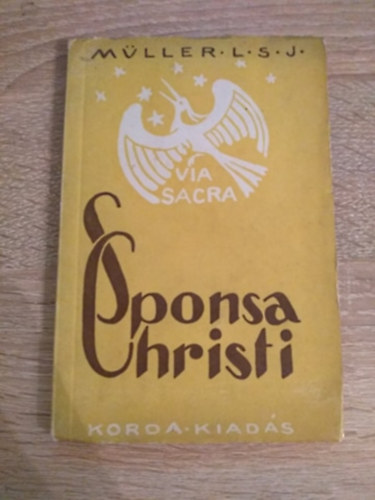 MÜLLER·L·S·J·
VIA
SACRA
Sponsa
Christi
KORDA·KIADÁS